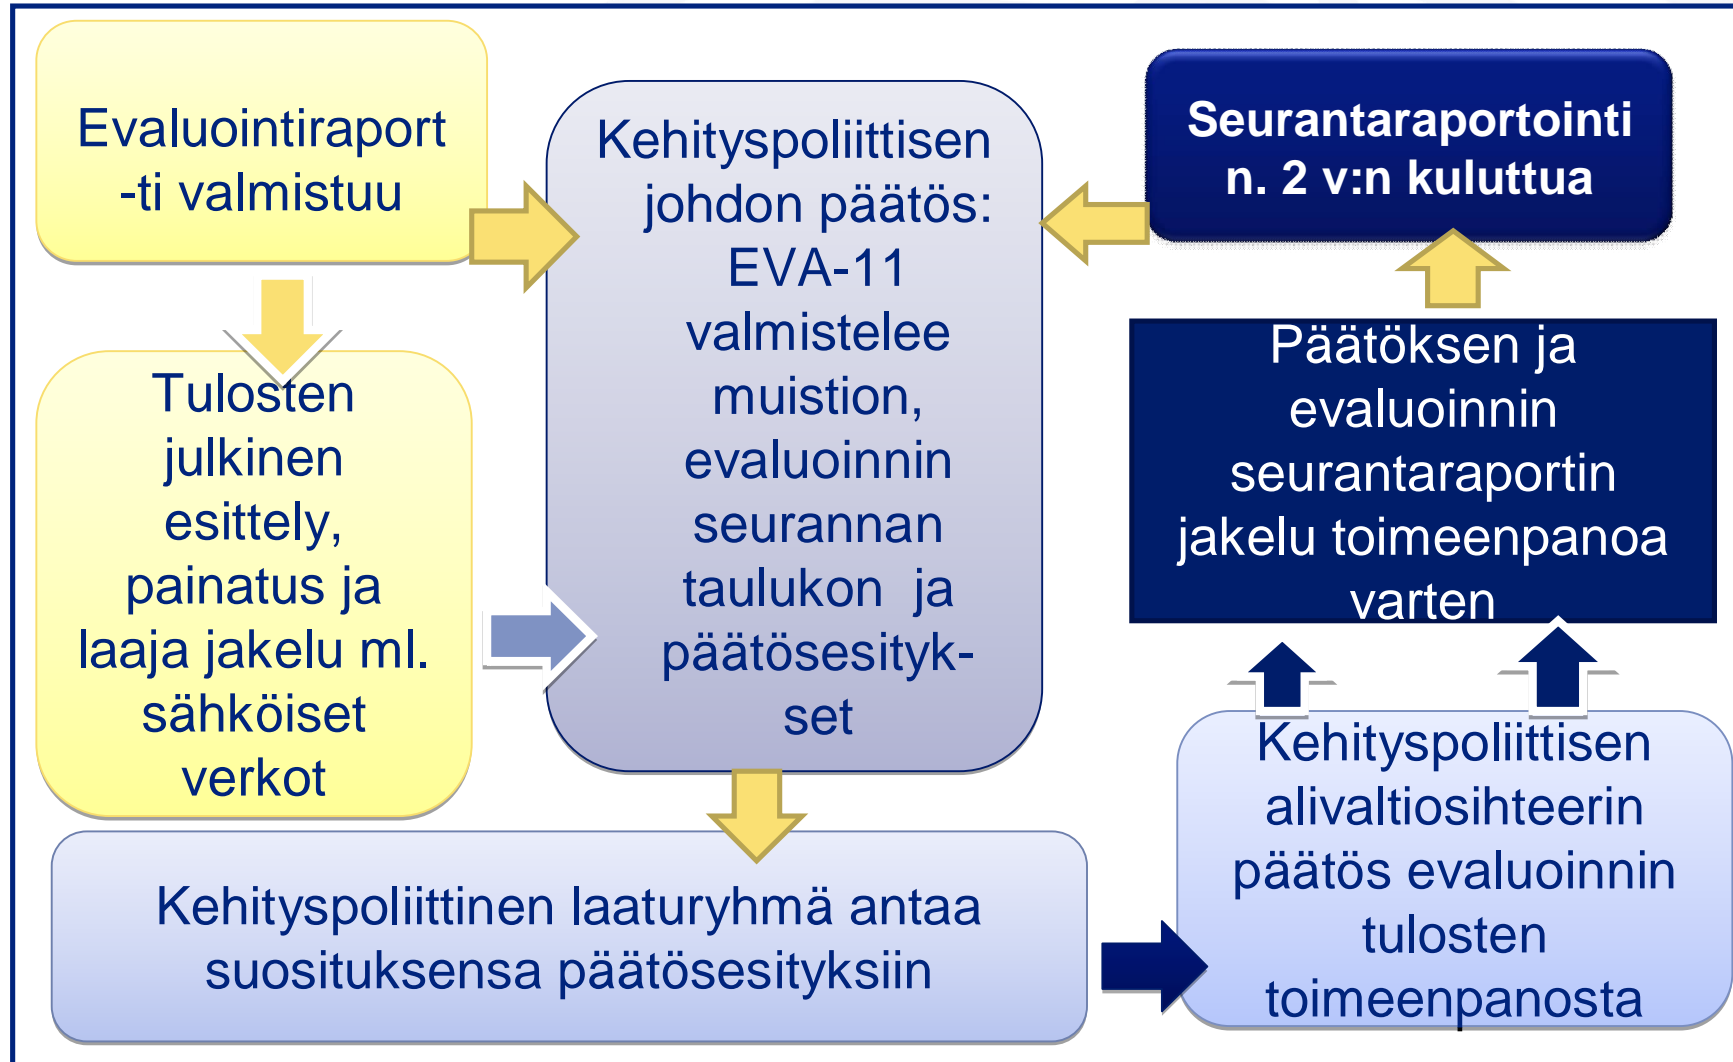 Evaluointiraport
-ti valmistuu
Tulosten
julkinen
esittely,
painatus ja
laaja jakelu ml.
sähköiset
verkot
Kehityspoliittisen
johdon päätös:
EVA-11
valmistelee
muistion,
evaluoinnin
seurannan
taulukon ja
päätösesityk-
set
Kehityspoliittinen laaturyhmä antaa
suosituksensa päätösesityksiin
Kehityspoliittisen
alivaltiosihteerin
päätös evaluoinnin
tulosten
toimeenpanosta
Päätöksen ja
evaluoinnin
seurantaraportin
jakelu toimeenpanoa
varten
Seurantaraportointi
n. 2 v:n kuluttua